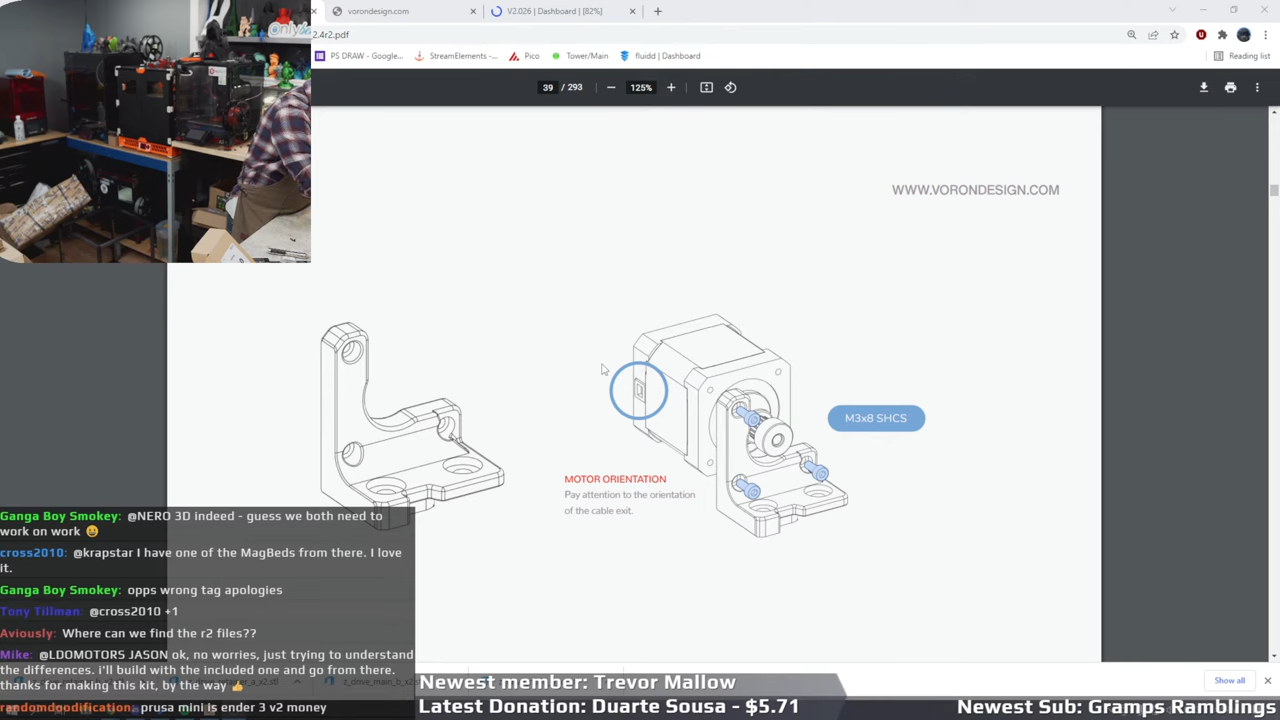 vorondesign.com
V2.026 | Dashboard | [82%]
2.4r2.pdf
PS DRAW - Google...
StreamElements -...
Pico
Tower/Main
fluidd | Dashboard
Reading list
39 / 293
125%
WWW.VORONDESIGN.COM
M3x8 SHCS
MOTOR ORIENTATION
Pay attention to the orientation
of the cable exit.
Ganga Boy Smokey: @NERO 3D indeed - guess we both need to
work on work 😀
cross2010: @krapstar I have one of the MagBeds from there. I love
it.
Ganga Boy Smokey: opps wrong tag apologies
Tony Tillman: @cross2010 +1
Aviously: Where can we find the r2 files??
Mike: @LDOMOTORS JASON ok, no worries, just trying to understand
the differences. i'll build with the included one and go from there.
thanks for making this kit, by the way 👍
randomdoodification: prusa mini is ender 3 v2 money
Show all
Newest member: Trevor Mallow
Latest Donation: Duarte Sousa - $5.71
Newest Sub: Gramps Ramblings